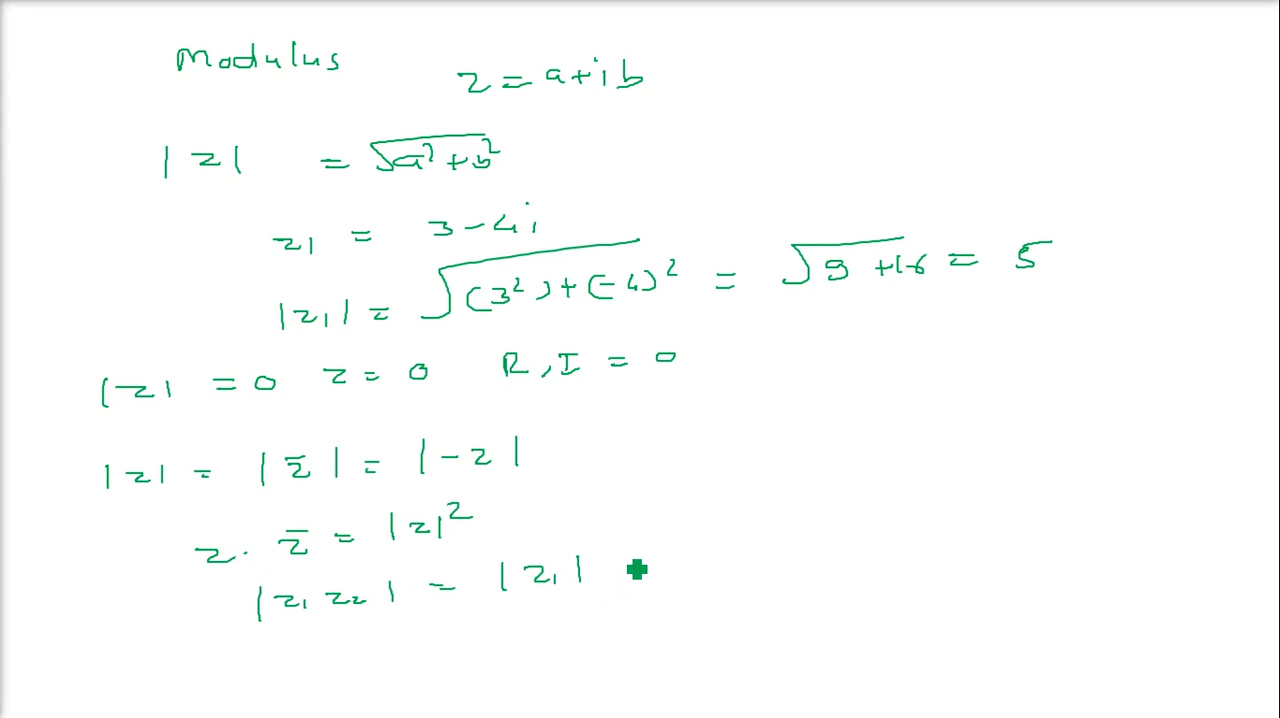 Modulus
z = a+ib
|z| = √a²+b²
z1 = 3-4i
|z1| = √(3²)+(-4)² = √9+16 = 5
|z| = 0 z = 0 R, I = 0
|z| = |z̄| = |-z|
z. z̄ = |z|²
|z1 z2| = |z1|